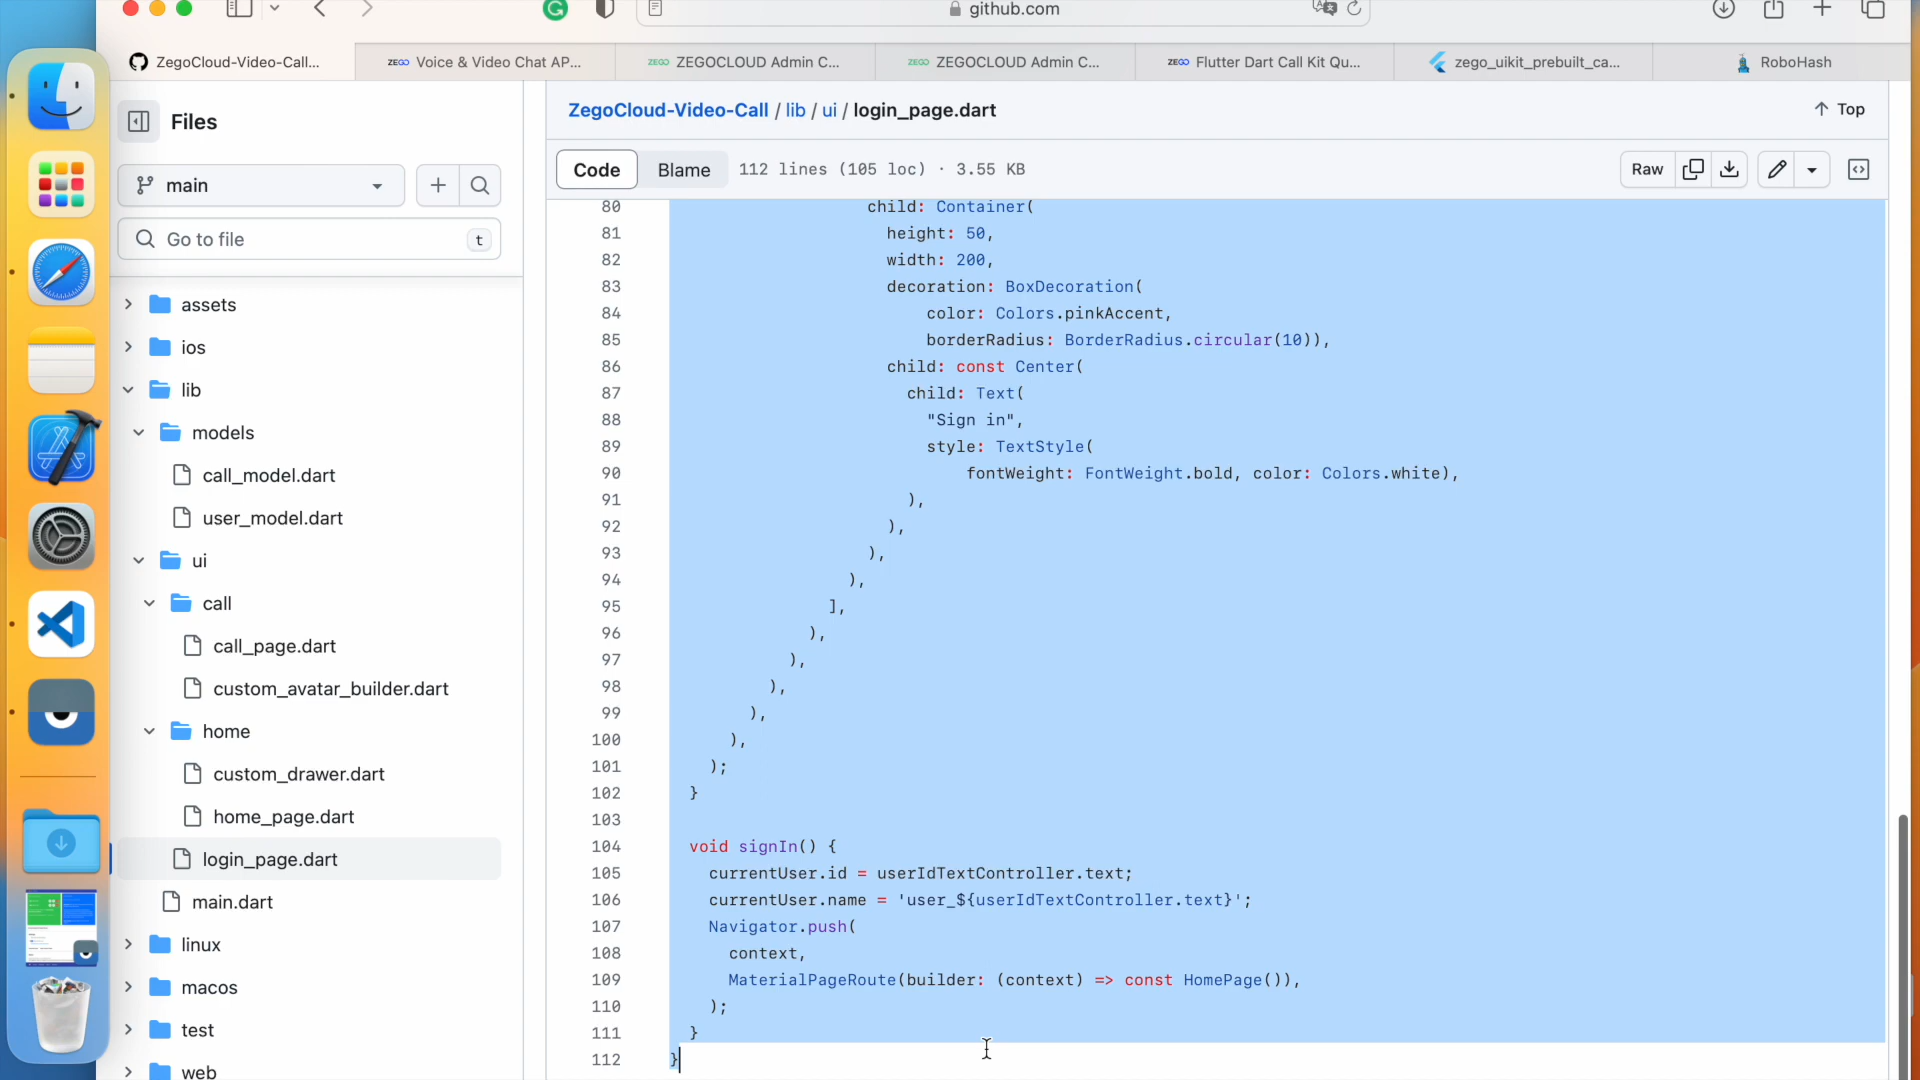 github.com
ZegoCloud-Video-Call...
ZEGO Voice & Video Chat AP...
ZEGO ZEGOCLOUD Admin C...
ZEGO ZEGOCLOUD Admin C...
ZEGO Flutter Dart Call Kit Qu...
zego_uikit_prebuilt_ca...
RoboHash
Files
main
Go to file
t
assets
ios
lib
models
call_model.dart
user_model.dart
ui
call
call_page.dart
custom_avatar_builder.dart
home
custom_drawer.dart
home_page.dart
login_page.dart
main.dart
linux
macos
test
web
ZegoCloud-Video-Call / lib / ui / login_page.dart
Top
Code
Blame
112 lines (105 loc) · 3.55 KB
Raw
80 child: Container(
81 height: 50,
82 width: 200,
83 decoration: BoxDecoration(
84 color: Colors.pinkAccent,
85 borderRadius: BorderRadius.circular(10)),
86 child: const Center(
87 child: Text(
88 "Sign in",
89 style: TextStyle(
90 fontWeight: FontWeight.bold, color: Colors.white),
91 ),
92 ),
93 ),
94 ),
95 ],
96 ),
97 ),
98 ),
99 ),
100 ),
101 );
102 }
103
104 void signIn() {
105 currentUser.id = userIdTextController.text;
106 currentUser.name = 'user_${userIdTextController.text}';
107 Navigator.push(
108 context,
109 MaterialPageRoute(builder: (context) => const HomePage()),
110 );
111 }
112 }